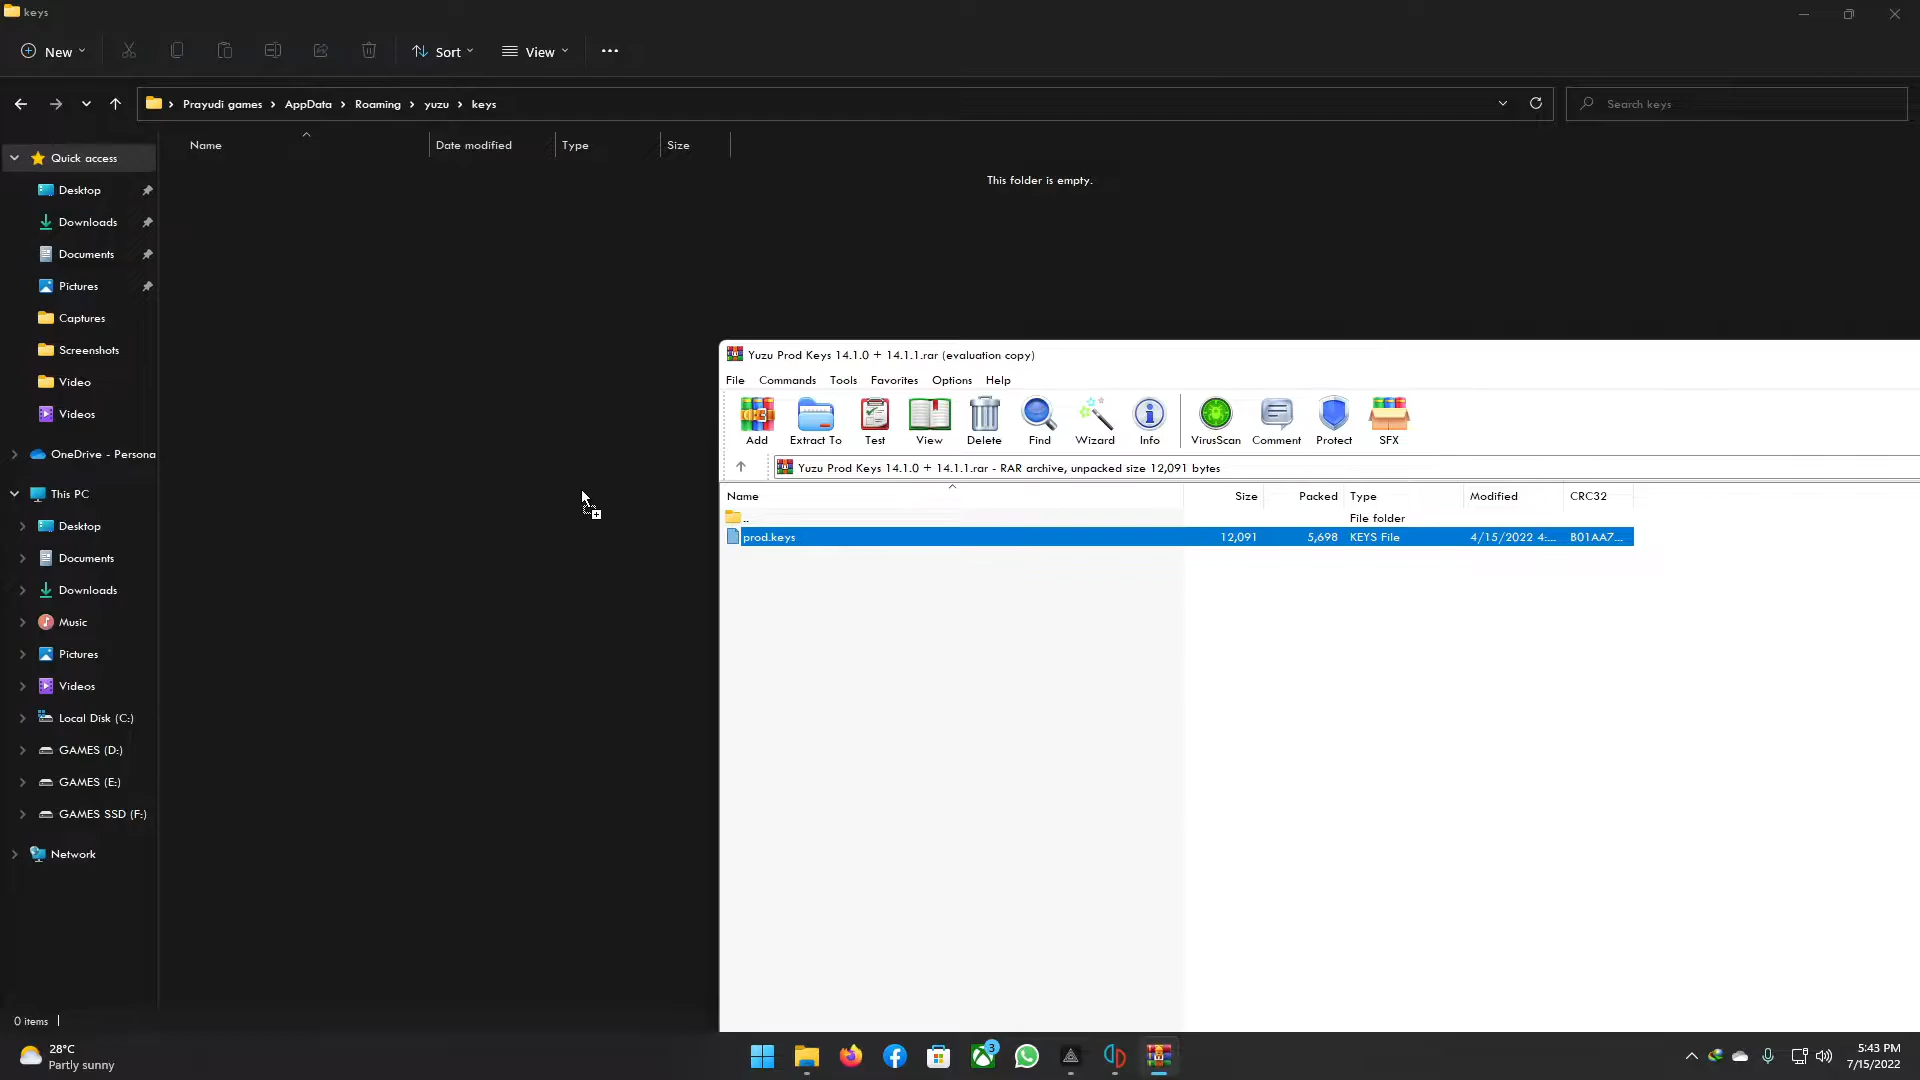 keys
New Sort View
Prayudi games > AppData > Roaming > yuzu > keys
Search keys
Name Date modified Type Size
This folder is empty.
Quick access
Desktop
Downloads
Documents
Pictures
Captures
Screenshots
Video
Videos
OneDrive - Persona
This PC
Desktop
Documents
Downloads
Music
Pictures
Videos
Local Disk (C:)
GAMES (D:)
GAMES (E:)
GAMES SSD (F:)
Network
0 items
Yuzu Prod Keys 14.1.0 + 14.1.1.rar (evaluation copy)
File Commands Tools Favorites Options Help
Add Extract To Test View Delete Find Wizard Info VirusScan Comment Protect SFX
Yuzu Prod Keys 14.1.0 + 14.1.1.rar - RAR archive, unpacked size 12,091 bytes
Name Size Packed Type Modified CRC32
.. File folder
prod.keys 12,091 5,698 KEYS File 4/15/2022 4:... B01AA7...
28°C
Partly sunny
3
5:43 PM
7/15/2022